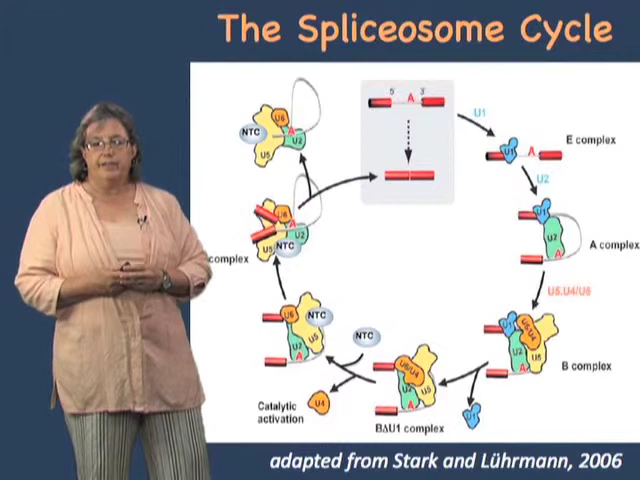 The Spliceosome Cycle
5' A 3'
U1
E complex
U1 A
U2
U1
U2
A
A complex
U5.U4/U6
U1 U6/U4
U2 U5
A
B complex
U1
U6/U4
U2 U5
A
BΔU1 complex
NTC
U4
Catalytic
activation
U6 NTC
U2 U5
A
complex
U6
A
U2
U5 NTC
U6
NTC A
U2
U5
adapted from Stark and Lührmann, 2006